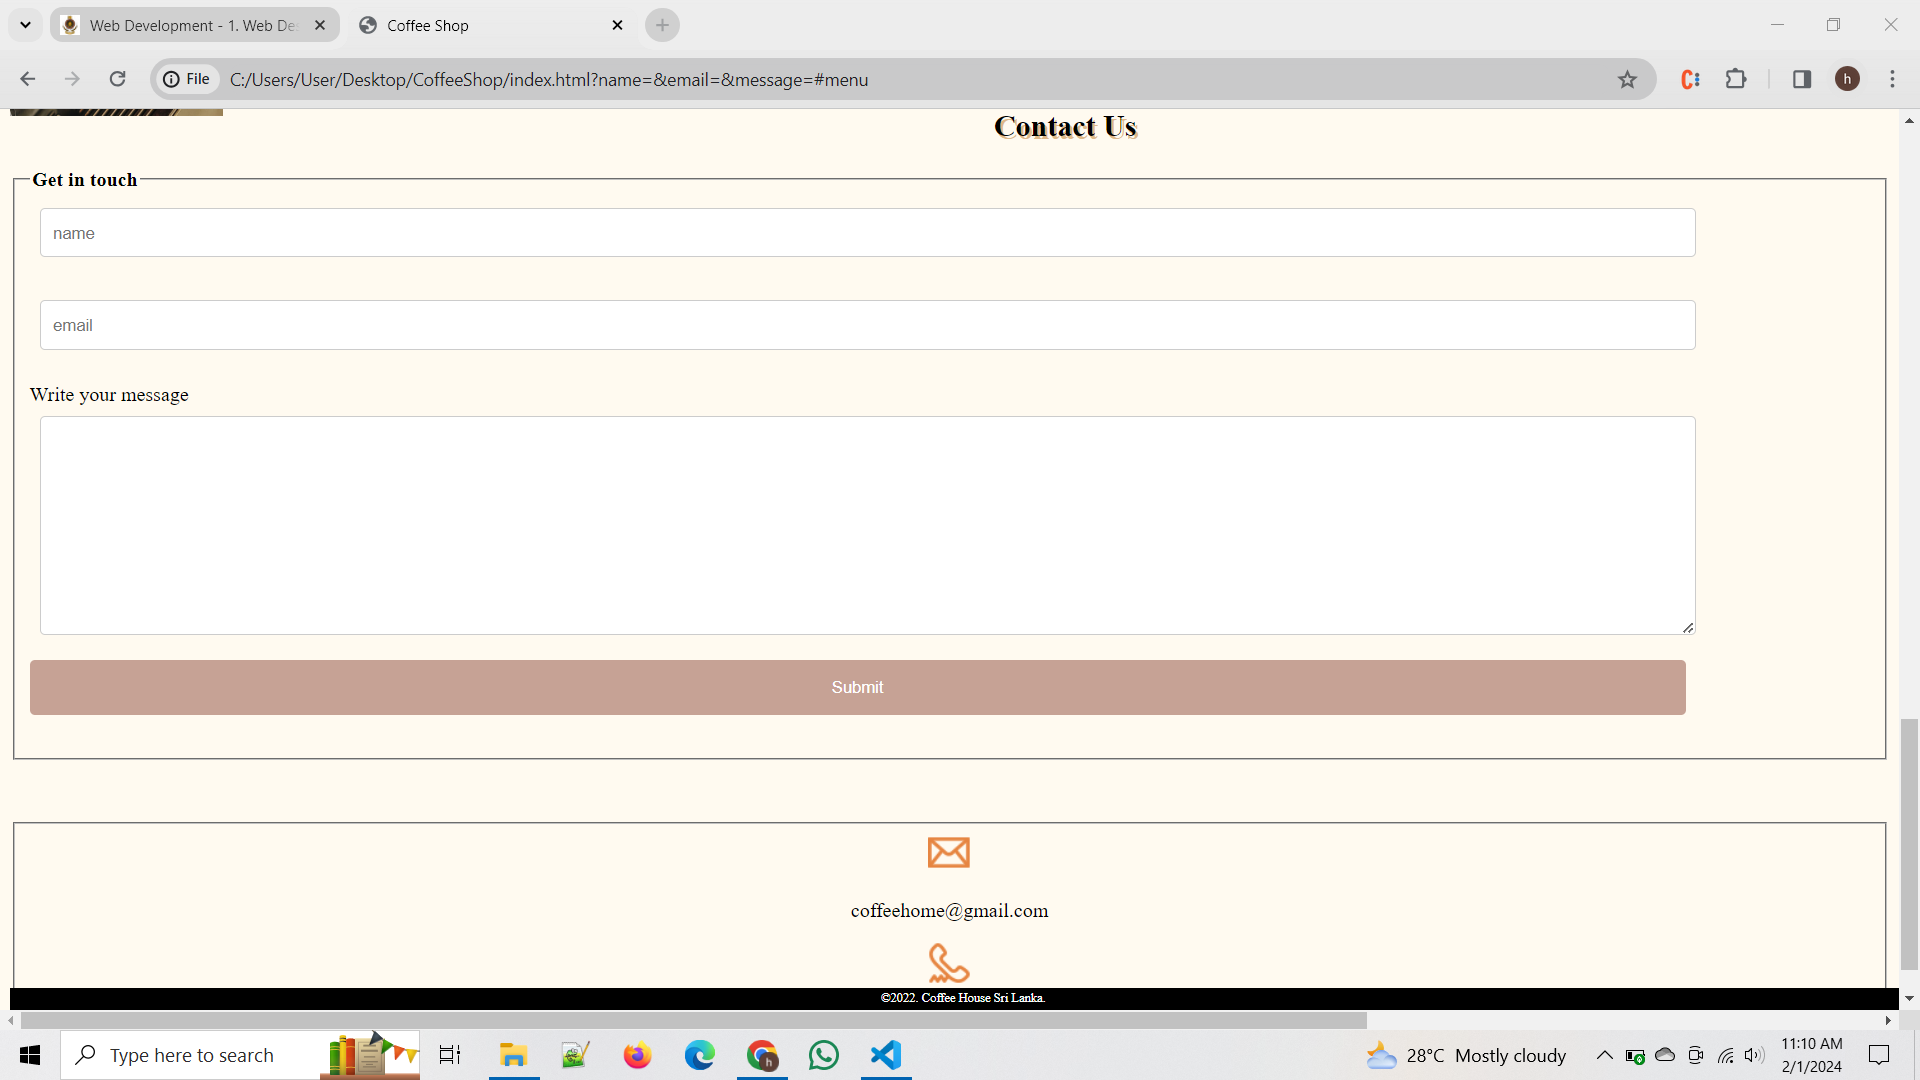 Web Development - 1. Web De
Coffee Shop
File
C:/Users/User/Desktop/CoffeeShop/index.html?name=&email=&message=#menu
h
Contact Us
Get in touch
name
email
Write your message
Submit
coffeehome@gmail.com
©2022. Coffee House Sri Lanka.
Type here to search
h
28°C Mostly cloudy
11:10 AM
2/1/2024